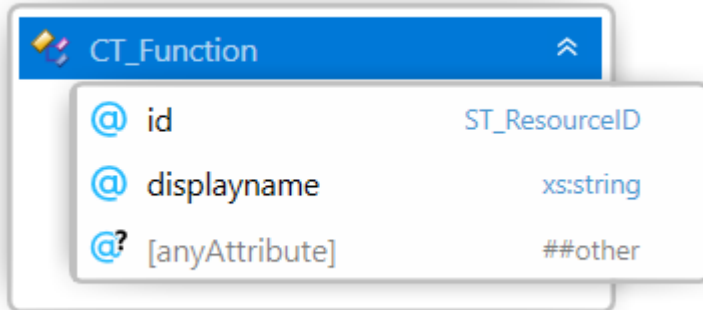 CT_Function
@ id ST_ResourceID
@ displayname xs:string
@? [anyAttribute] ##other